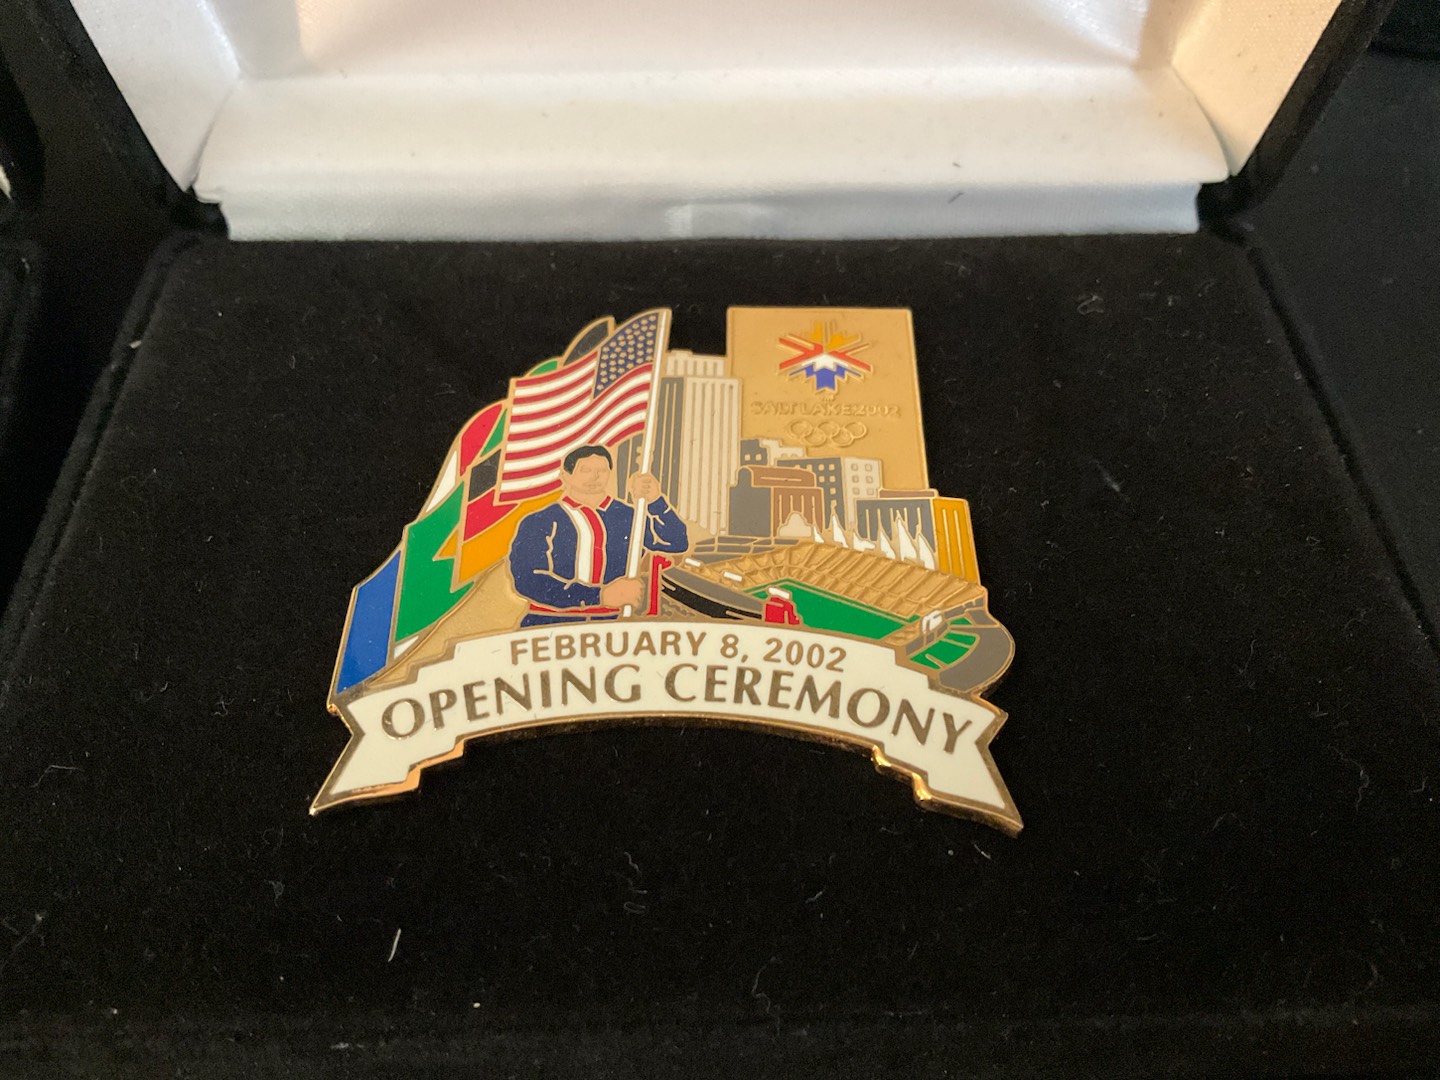 SALT LAKE 2002
FEBRUARY 8, 2002
OPENING CEREMONY